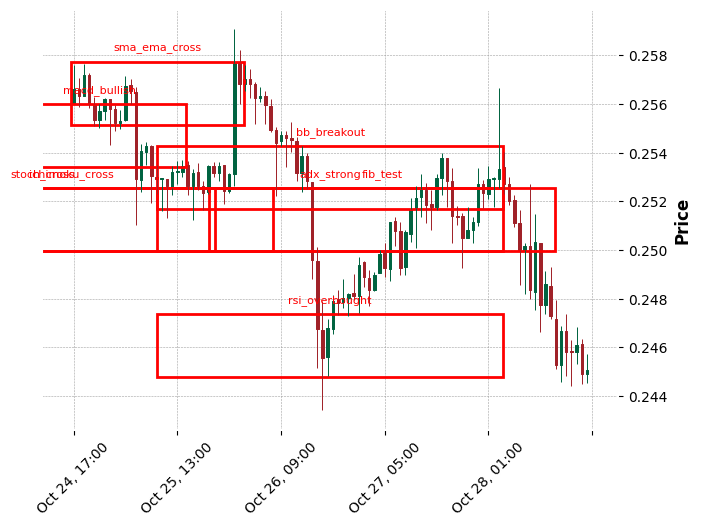 sma_ema_cross
macd_bullish
bb_breakout
ichimoku_cross
adx_strong
fib_test
rsi_overbought
0.258
0.256
0.254
0.252
0.250
0.248
0.246
0.244
Price
Oct 24, 17:00
Oct 25, 13:00
Oct 26, 09:00
Oct 27, 05:00
Oct 28, 01:00